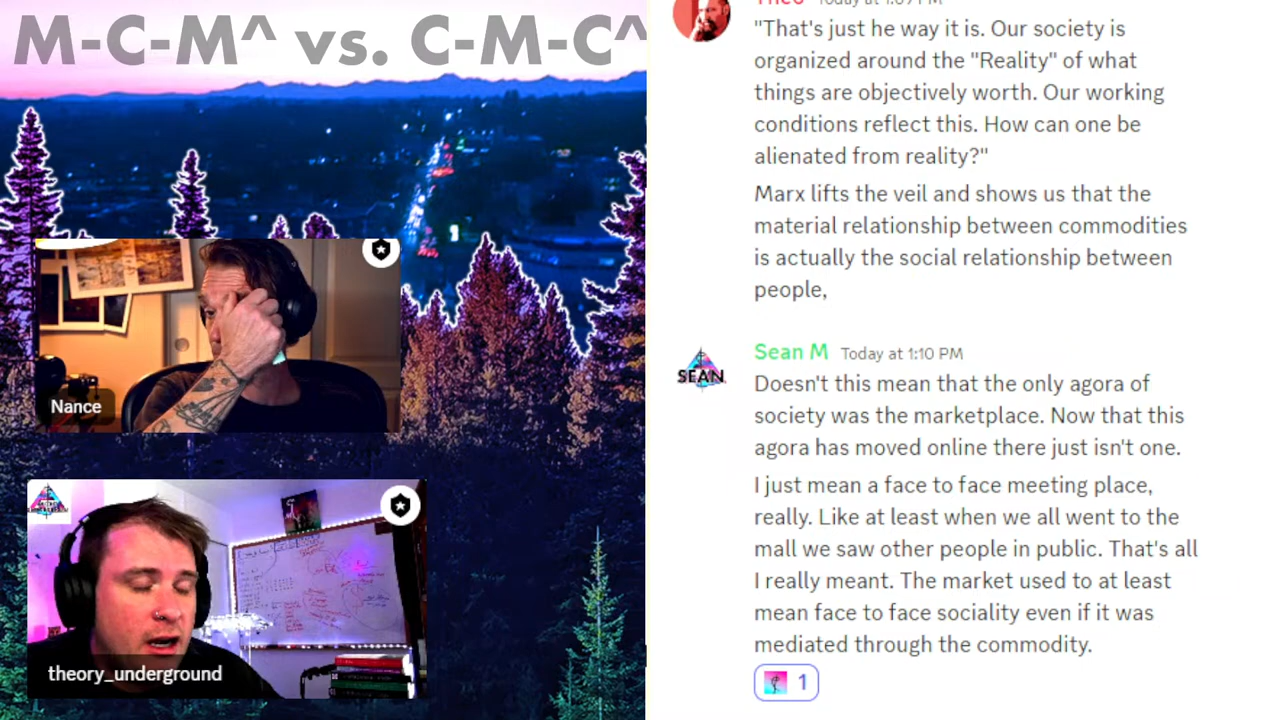 M-C-M^ vs. C-M-C^
Nance
theory_underground
Theo Today at 1:09 PM
"That's just he way it is. Our society is
organized around the "Reality" of what
things are objectively worth. Our working
conditions reflect this. How can one be
alienated from reality?"
Marx lifts the veil and shows us that the
material relationship between commodities
is actually the social relationship between
people,
SEAN
Sean M Today at 1:10 PM
Doesn't this mean that the only agora of
society was the marketplace. Now that this
agora has moved online there just isn't one.
I just mean a face to face meeting place,
really. Like at least when we all went to the
mall we saw other people in public. That's all
I really meant. The market used to at least
mean face to face sociality even if it was
mediated through the commodity.
1